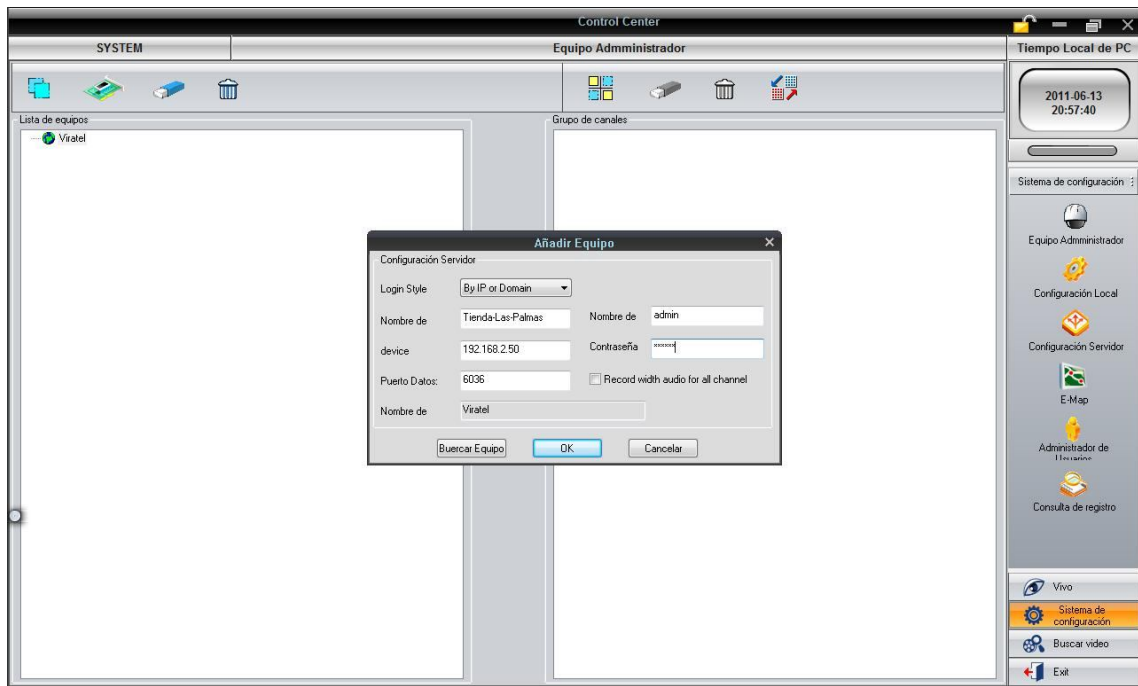 Control Center
SYSTEM
Equipo Admministrador
Tiempo Local de PC
2011-06-13
20:57:40
Lista de equipos
Viratel
Grupo de canales
Sistema de configuración
Equipo Admministrador
Configuración Local
Configuración Servidor
E-Map
Administrador de
Usuarios
Consulta de registro
Añadir Equipo
Configuración Servidor
Login Style
By IP or Domain
Nombre de
Tienda-Las-Palmas
Nombre de
admin
device
192.168.2.50
Contraseña
******
Puerto Datos:
6036
Record width audio for all channel
Nombre de
Viratel
Buercar Equipo
OK
Cancelar
Vivo
Sistema de
configuración
Buscar video
Exit